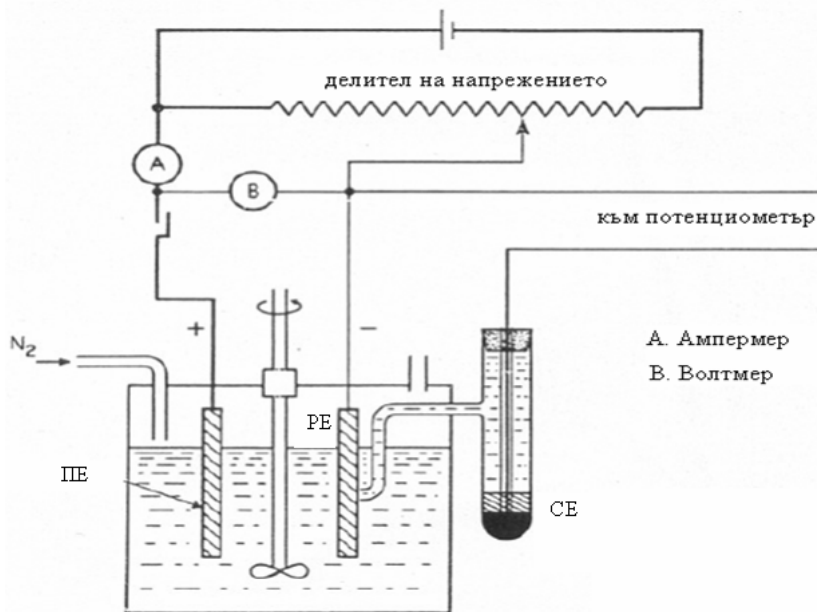 делител на напрежението
A
B
към потенциометър
+
−
N₂
A. Ампермер
B. Волтмер
PE
ПЕ
CE